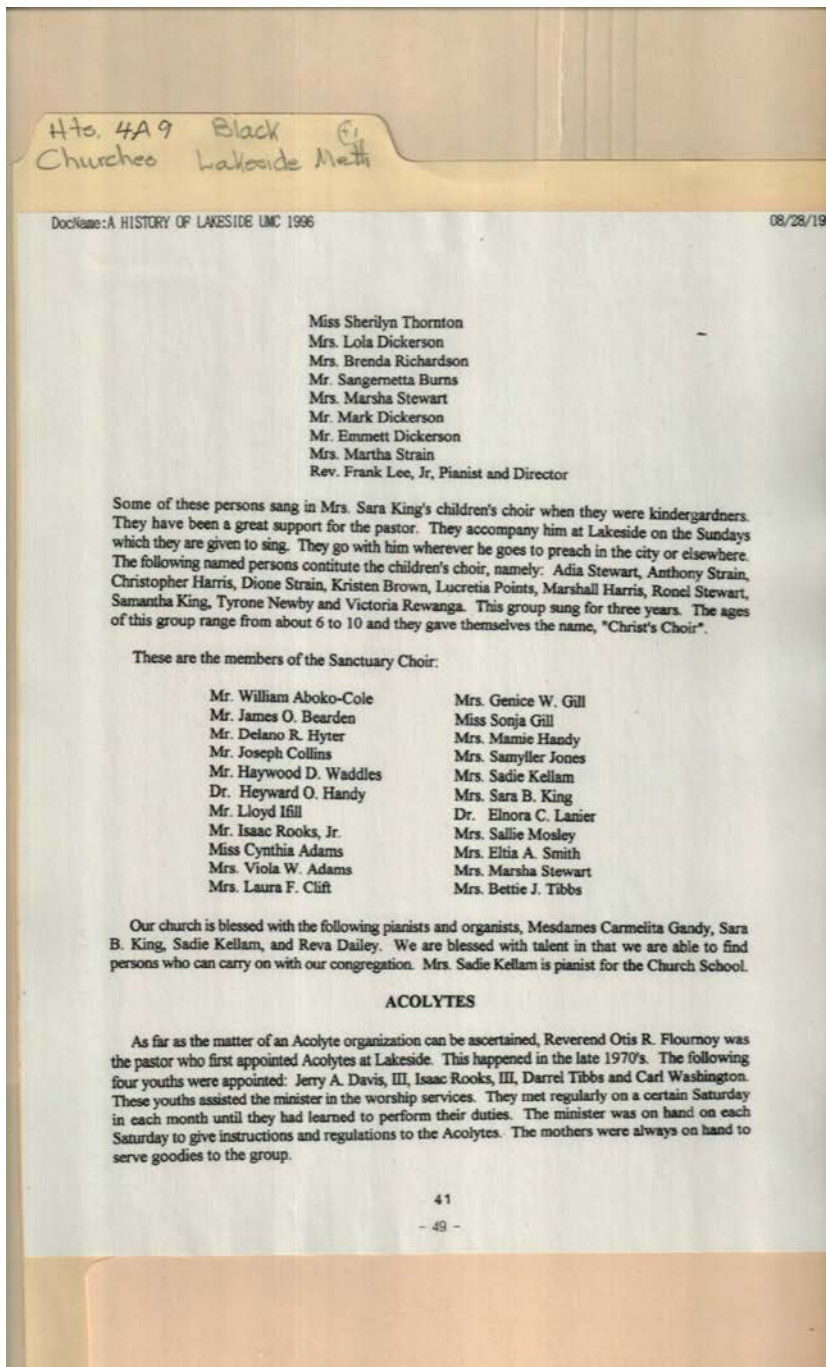 Hts. 4A9 Black
Churches Lakeside Meth
DocName:A HISTORY OF LAKESIDE UMC 1996 08/28/19
Miss Sherilyn Thornton
Mrs. Lola Dickerson
Mrs. Brenda Richardson
Mr. Sangernetta Burns
Mrs. Marsha Stewart
Mr. Mark Dickerson
Mr. Emmett Dickerson
Mrs. Martha Strain
Rev. Frank Lee, Jr, Pianist and Director
Some of these persons sang in Mrs. Sara King's children's choir when they were kindergardners.
They have been a great support for the pastor. They accompany him at Lakeside on the Sundays
which they are given to sing. They go with him wherever he goes to preach in the city or elsewhere.
The following named persons contitute the children's choir, namely: Adia Stewart, Anthony Strain,
Christopher Harris, Dione Strain, Kristen Brown, Lucretia Points, Marshall Harris, Ronel Stewart,
Samantha King, Tyrone Newby and Victoria Rewanga. This group sung for three years. The ages
of this group range from about 6 to 10 and they gave themselves the name, "Christ's Choir".
These are the members of the Sanctuary Choir:
Mr. William Aboko-Cole
Mr. James O. Bearden
Mr. Delano R. Hyter
Mr. Joseph Collins
Mr. Haywood D. Waddles
Dr. Heyward O. Handy
Mr. Lloyd Ifill
Mr. Isaac Rooks, Jr.
Miss Cynthia Adams
Mrs. Viola W. Adams
Mrs. Laura F. Clift
Mrs. Genice W. Gill
Miss Sonja Gill
Mrs. Mamie Handy
Mrs. Samyller Jones
Mrs. Sadie Kellam
Mrs. Sara B. King
Dr. Elnora C. Lanier
Mrs. Sallie Mosley
Mrs. Eltia A. Smith
Mrs. Marsha Stewart
Mrs. Bettie J. Tibbs
Our church is blessed with the following pianists and organists, Mesdames Carmelita Gandy, Sara
B. King, Sadie Kellam, and Reva Dailey. We are blessed with talent in that we are able to find
persons who can carry on with our congregation. Mrs. Sadie Kellam is pianist for the Church School.
ACOLYTES
As far as the matter of an Acolyte organization can be ascertained, Reverend Otis R. Flournoy was
the pastor who first appointed Acolytes at Lakeside. This happened in the late 1970's. The following
four youths were appointed: Jerry A. Davis, III, Isaac Rooks, III, Darrel Tibbs and Carl Washington.
These youths assisted the minister in the worship services. They met regularly on a certain Saturday
in each month until they had learned to perform their duties. The minister was on hand on each
Saturday to give instructions and regulations to the Acolytes. The mothers were always on hand to
serve goodies to the group.
41
- 49 -